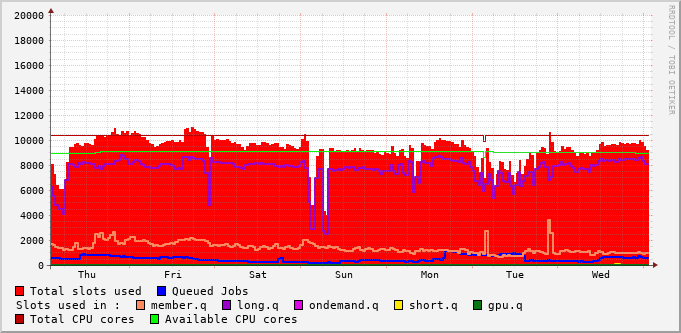 20000
18000
16000
14000
12000
10000
8000
6000
4000
2000
0
Thu Fri Sat Sun Mon Tue Wed
Total slots used Queued Jobs
Slots used in : member.q long.q ondemand.q short.q gpu.q
Total CPU cores Available CPU cores
RRDTOOL / TOBI OETIKER